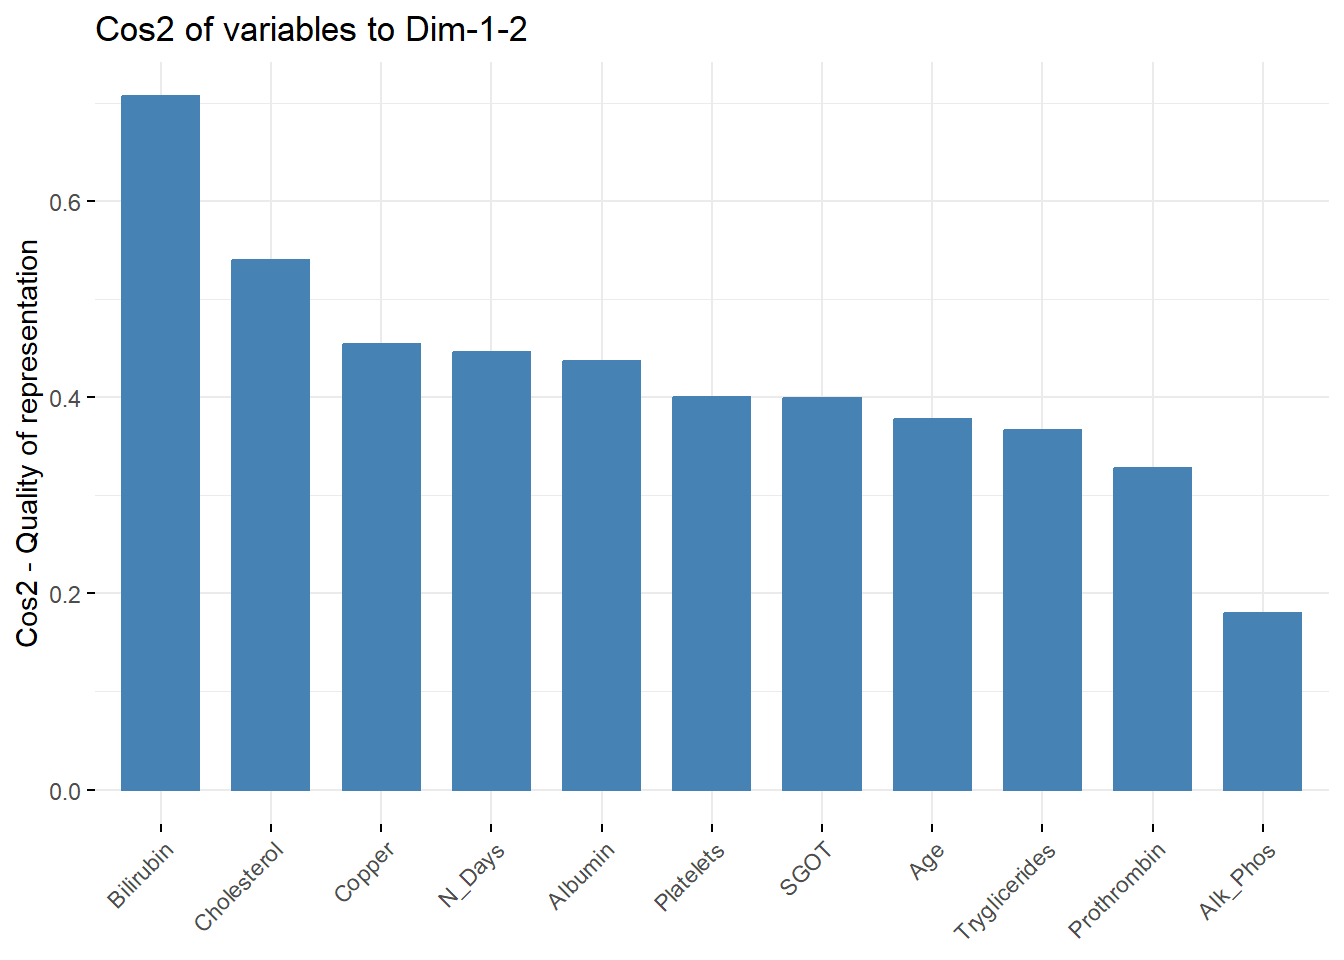 Cos2 of variables to Dim-1-2
Cos2 - Quality of representation
0.6
0.4
0.2
0.0
Bilirubin
Cholesterol
Copper
N_Days
Albumin
Platelets
SGOT
Age
Tryglicerides
Prothrombin
Alk_Phos